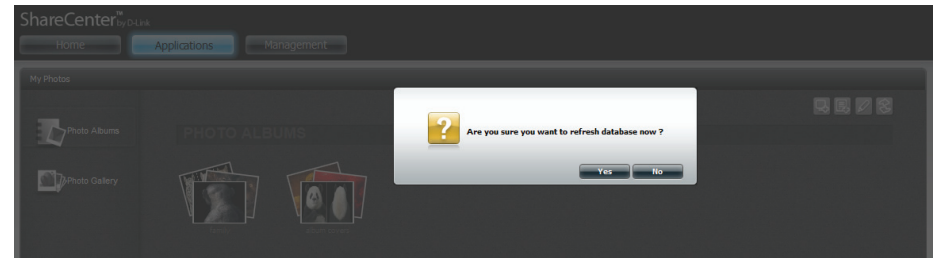 ShareCenter™ by D-Link
Home Applications Management
My Photos
Are you sure you want to refresh database now ?
Photo Albums
PHOTO ALBUMS
Yes No
Photo Gallery